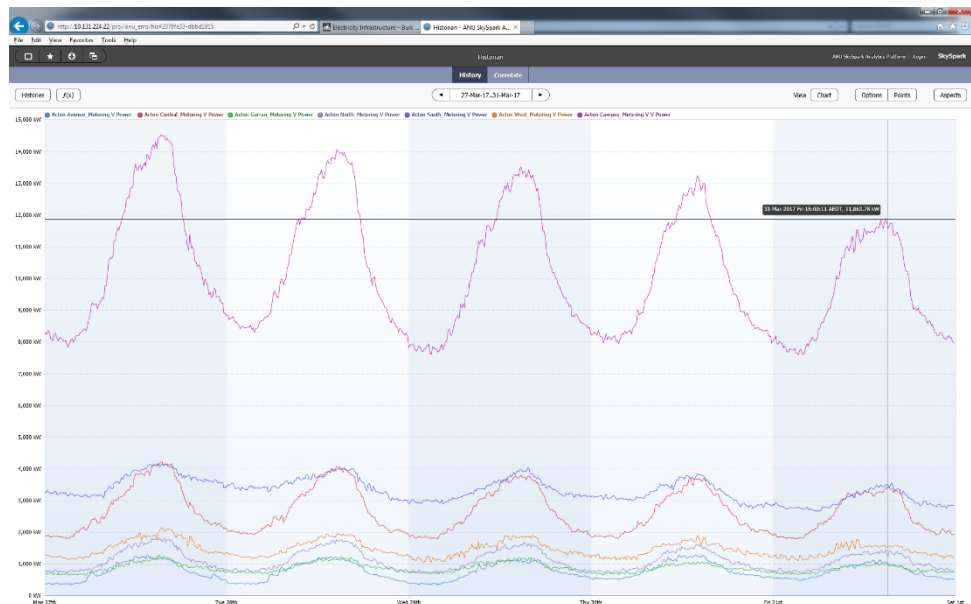 http://10.131.224.22/proj/anu_ems/his
Electricity Infrastructure - Bulk ...
Historian - ANU SkySpark A...
File Edit View Favorites Tools Help
Historian
ANU SkySpark Analytics Platform | Login SkySpark
History Correlate
Histories ƒ(x) 27-Mar-17..31-Mar-17 View Chart Options Points Aspects
Acton Avenue_Metering V Power Acton Central_Metering V Power Acton Garran_Metering V Power Acton North_Metering V Power Acton South_Metering V Power Acton West_Metering V Power Acton Campus_Metering V V Power
15,000 kW
14,000 kW
13,000 kW
31-Mar-2017 Fri 15:00:11 AEDT, 11,863.78 kW
12,000 kW
11,000 kW
10,000 kW
9,000 kW
8,000 kW
7,000 kW
6,000 kW
5,000 kW
4,000 kW
3,000 kW
2,000 kW
1,000 kW
0 kW
Mon 27th Tue 28th Wed 29th Thu 30th Fri 31st Sat 1st